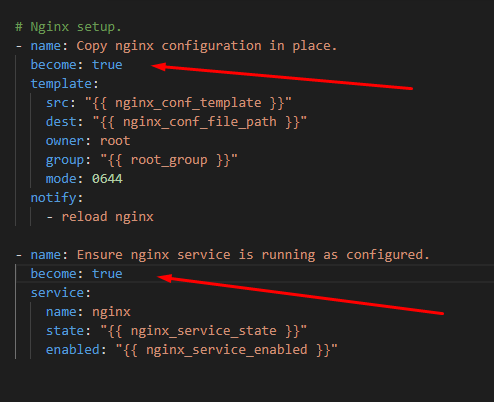 # Nginx setup.
- name: Copy nginx configuration in place.
  become: true
  template:
    src: "{{ nginx_conf_template }}"
    dest: "{{ nginx_conf_file_path }}"
    owner: root
    group: "{{ root_group }}"
    mode: 0644
  notify:
    - reload nginx
- name: Ensure nginx service is running as configured.
  become: true
  service:
    name: nginx
    state: "{{ nginx_service_state }}"
    enabled: "{{ nginx_service_enabled }}"